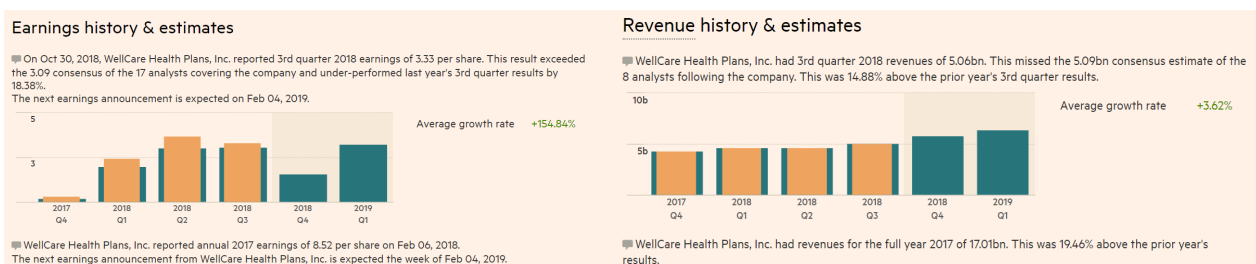 Earnings history & estimates
On Oct 30, 2018, WellCare Health Plans, Inc. reported 3rd quarter 2018 earnings of 3.33 per share. This result exceeded
the 3.09 consensus of the 17 analysts covering the company and under-performed last year's 3rd quarter results by
18.38%.
The next earnings announcement is expected on Feb 04, 2019.
Average growth rate +154.84%
5
3
2017 2018 2018 2018 2018 2019
Q4 Q1 Q2 Q3 Q4 Q1
WellCare Health Plans, Inc. reported annual 2017 earnings of 8.52 per share on Feb 06, 2018.
The next earnings announcement from WellCare Health Plans, Inc. is expected the week of Feb 04, 2019.
Revenue history & estimates
WellCare Health Plans, Inc. had 3rd quarter 2018 revenues of 5.06bn. This missed the 5.09bn consensus estimate of the
8 analysts following the company. This was 14.88% above the prior year's 3rd quarter results.
10b
Average growth rate +3.62%
5b
2017 2018 2018 2018 2018 2019
Q4 Q1 Q2 Q3 Q4 Q1
WellCare Health Plans, Inc. had revenues for the full year 2017 of 17.01bn. This was 19.46% above the prior year's
results.